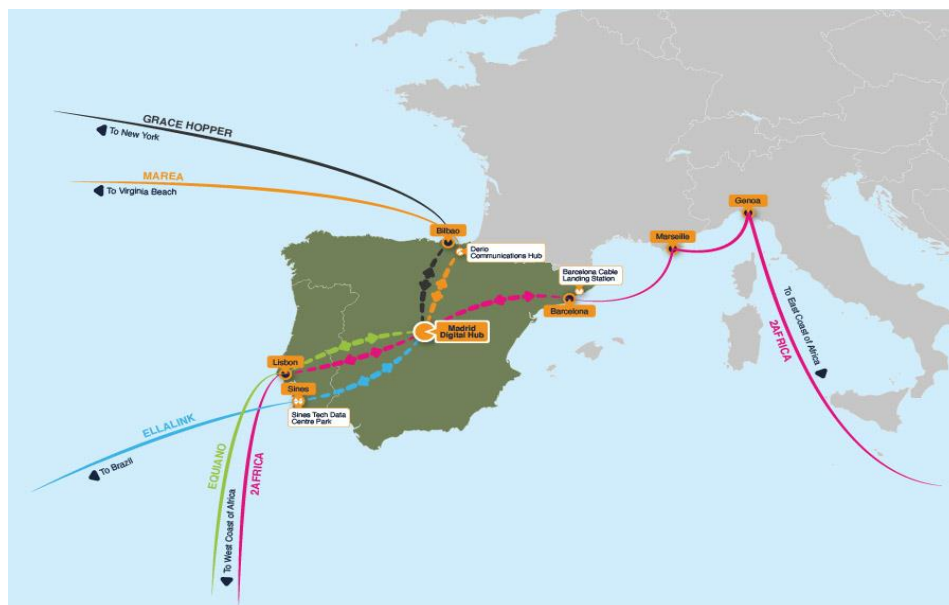 GRACE HOPPER
To New York
MAREA
To Virginia Beach
Bilbao
Derio
Communications Hub
Genoa
Marseille
Barcelona Cable
Landing Station
Barcelona
To East Coast of Africa
2AFRICA
Madrid
Digital Hub
Lisbon
Sines
Sines Tech Data
Centre Park
ELLALINK
To Brazil
EQUIANO
2AFRICA
To West Coast of Africa